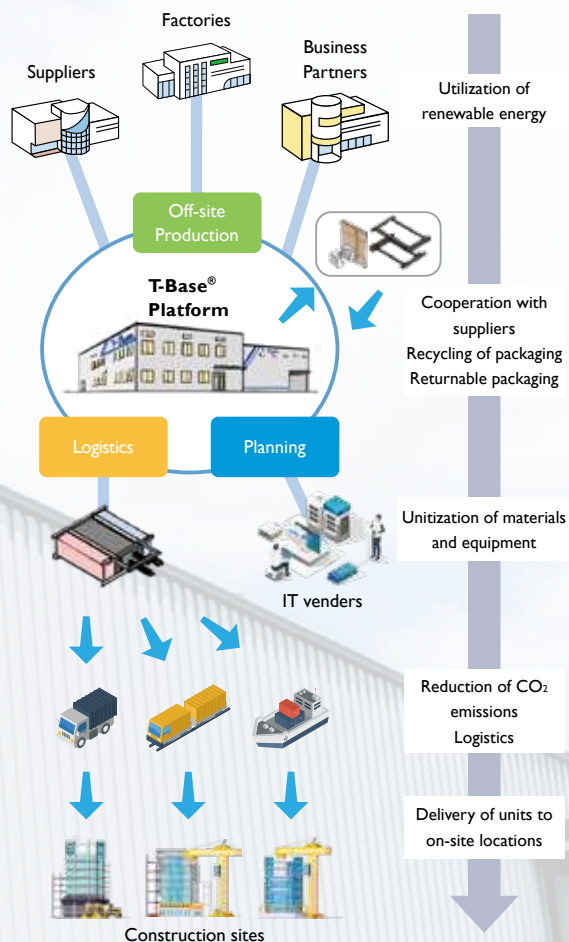 Factories
Suppliers
Business
Partners
Utilization of
renewable energy
Off-site
Production
T-Base®
Platform
Cooperation with
suppliers
Recycling of packaging
Returnable packaging
Logistics
Planning
Unitization of materials
and equipment
IT venders
Reduction of CO₂
emissions
Logistics
Delivery of units to
on-site locations
Construction sites